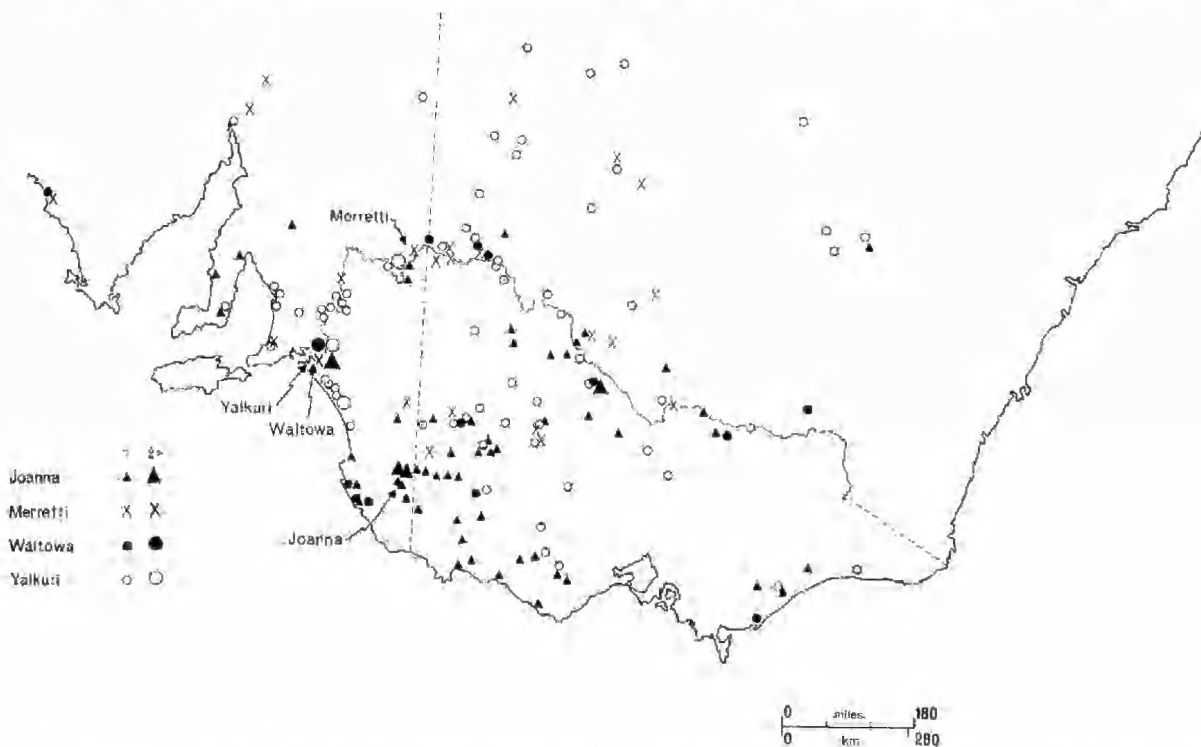 Merretti
Yalkuri
Waltowa
Joanna
Joanna
Merretti
Waltowa
Yalkuri
0 miles 180
0 km 280